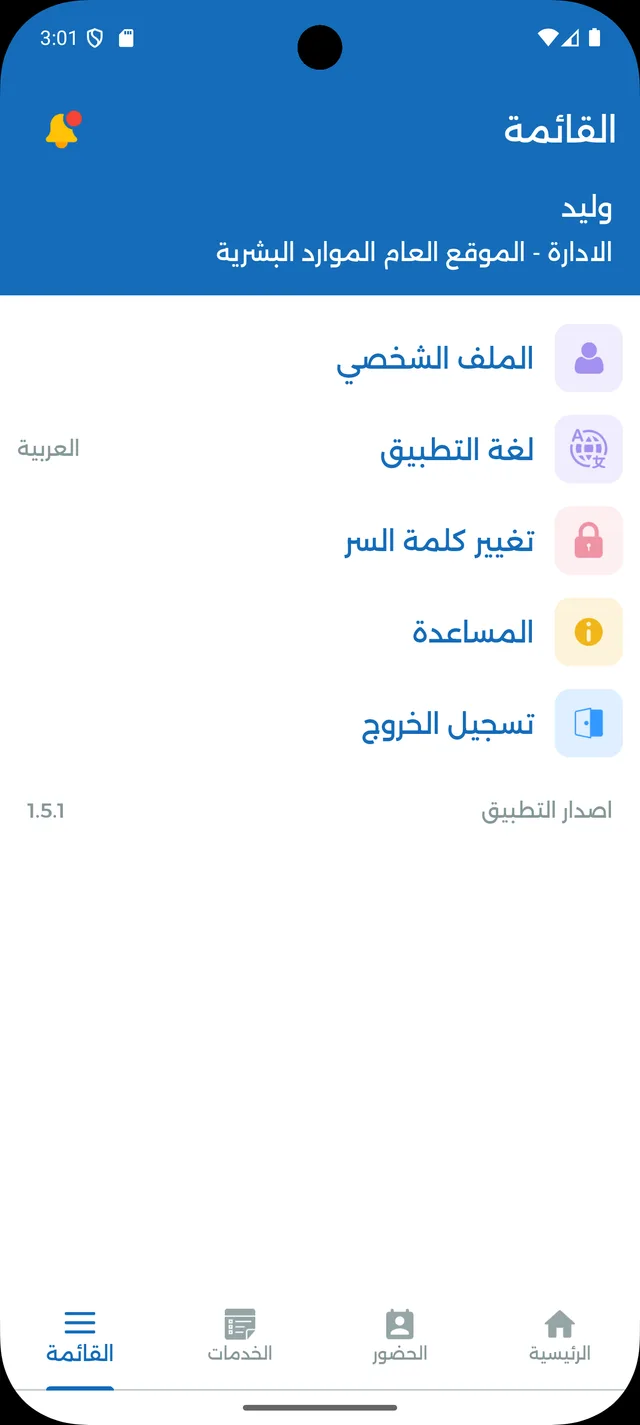 3:01
القائمة
وليد
الادارة - الموقع العام الموارد البشرية
الملف الشخصي
لغة التطبيق
العربية
تغيير كلمة السر
المساعدة
تسجيل الخروج
اصدار التطبيق
1.5.1
الرئيسية
الحضور
الخدمات
القائمة